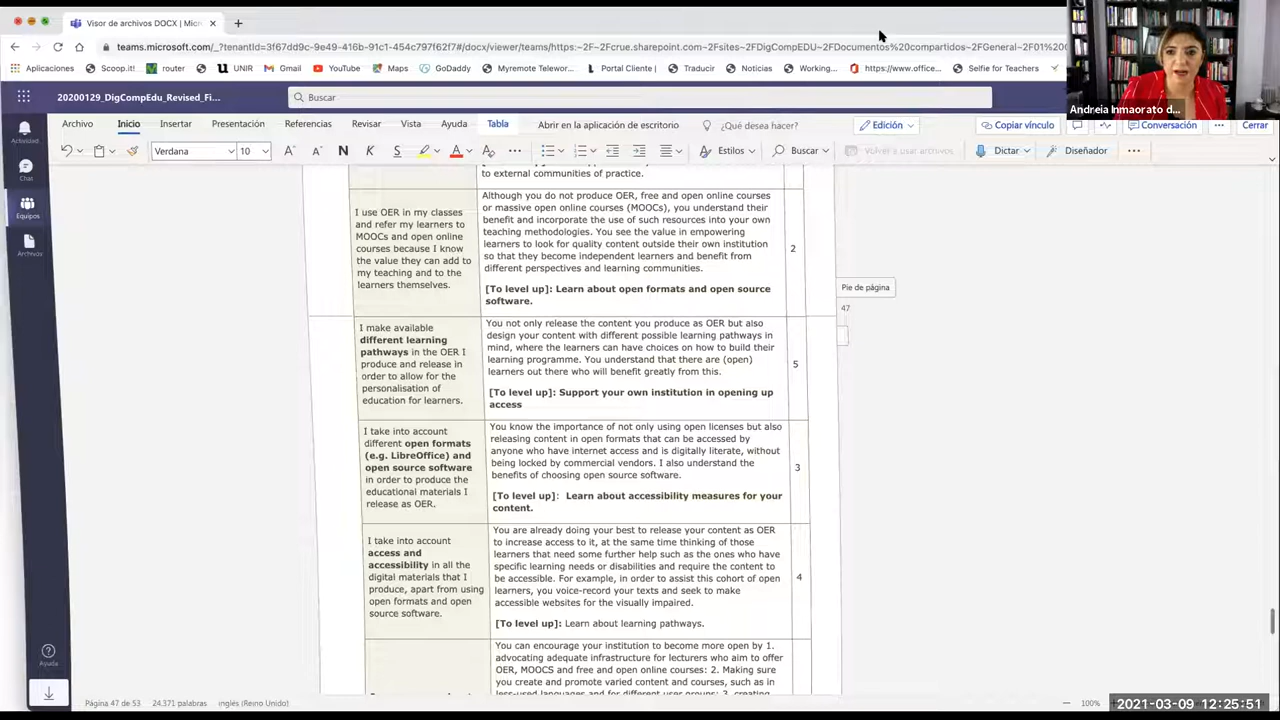 Visor de archivos DOCX | Micr
teams.microsoft.com/_?tenantId=3f67dd9c-9e49-416b-91c1-454c797f62f7#/docx/viewer/teams/https:~2F~2Fcrue.sharepoint.com~2Fsites~2FDigCompEDU~2FDocumentos%20compartidos~2FGeneral~2F01%20
Aplicaciones Scoop.it! router UNIR Gmail YouTube Maps GoDaddy Myremote Telewor... Portal Cliente | Traducir Noticias Working... https://www.office... Selfie for Teachers
Andreia Inmaorato d...
20200129_DigCompEdu_Revised_Fi...
Buscar
Archivo Inicio Insertar Presentación Referencias Revisar Vista Ayuda Tabla Abrir en la aplicación de escritorio ¿Qué desea hacer? Edición Copiar vínculo Conversación Cerrar
Verdana 10 N K S A Estilos Buscar Volver a usar archivos Dictar Diseñador
Actividad
Chat
Equipos
Archivos
Ayuda
to external communities of practice.
I use OER in my classes
and refer my learners to
MOOCs and open online
courses because I know
the value they can add to
my teaching and to the
learners themselves.
Although you do not produce OER, free and open online courses
or massive open online courses (MOOCs), you understand their
benefit and incorporate the use of such resources into your own
teaching methodologies. You see the value in empowering
learners to look for quality content outside their own institution
so that they become independent learners and benefit from
different perspectives and learning communities.
[To level up]: Learn about open formats and open source
software.
2
Pie de página
47
I make available
different learning
pathways in the OER I
produce and release in
order to allow for the
personalisation of
education for learners.
You not only release the content you produce as OER but also
design your content with different possible learning pathways in
mind, where the learners can have choices on how to build their
learning programme. You understand that there are (open)
learners out there who will benefit greatly from this.
[To level up]: Support your own institution in opening up
access
5
I take into account
different open formats
(e.g. LibreOffice) and
open source software
in order to produce the
educational materials I
release as OER.
You know the importance of not only using open licenses but also
releasing content in open formats that can be accessed by
anyone who have internet access and is digitally literate, without
being locked by commercial vendors. I also understand the
benefits of choosing open source software.
[To level up]: Learn about accessibility measures for your
content.
3
I take into account
access and
accessibility in all the
digital materials that I
produce, apart from using
open formats and open
source software.
You are already doing your best to release your content as OER
to increase access to it, at the same time thinking of those
learners that need some further help such as the ones who have
specific learning needs or disabilities and require the content to
be accessible. For example, in order to assist this cohort of open
learners, you voice-record your texts and seek to make
accessible websites for the visually impaired.
[To level up]: Learn about learning pathways.
4
You can encourage your institution to become more open by 1.
advocating adequate infrastructure for lecturers who aim to offer
OER, MOOCS and free and open online courses: 2. Making sure
you create and promote varied content and courses, such as in
less-used languages and for different user groups: 3. creating
Página 47 de 53 24.371 palabras inglés (Reino Unido)
100%
2021-03-09 12:25:51